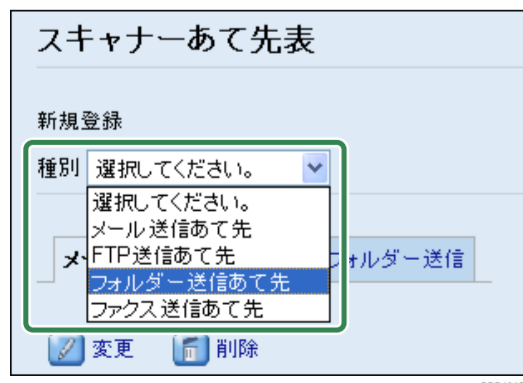 スキャナーあて先表
新規登録
種別 選択してください。
選択してください。
メール送信あて先
FTP送信あて先
フォルダー送信あて先
ファクス送信あて先
フォルダー送信
変更 削除